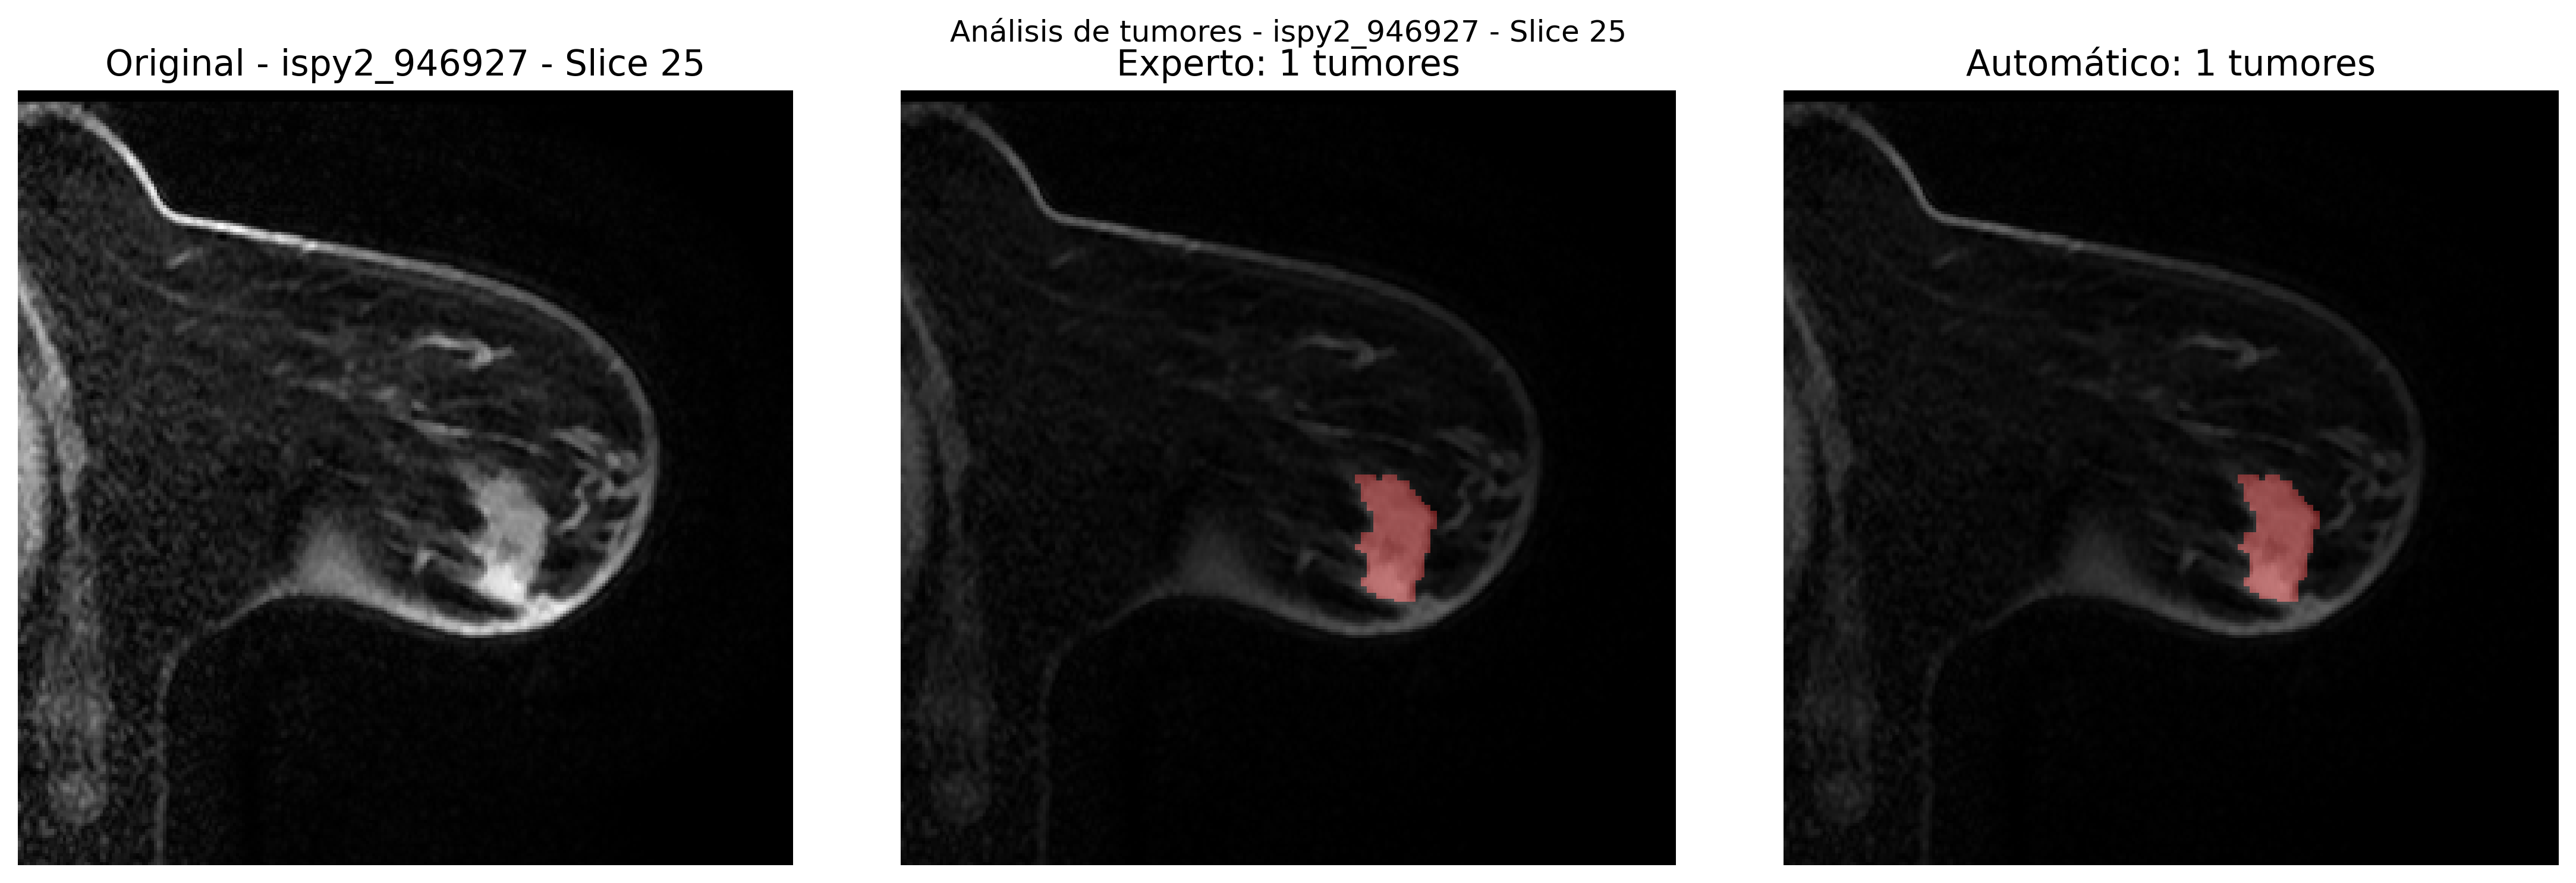 Análisis de tumores - ispy2_946927 - Slice 25
Original - ispy2_946927 - Slice 25
Experto: 1 tumores
Automático: 1 tumores